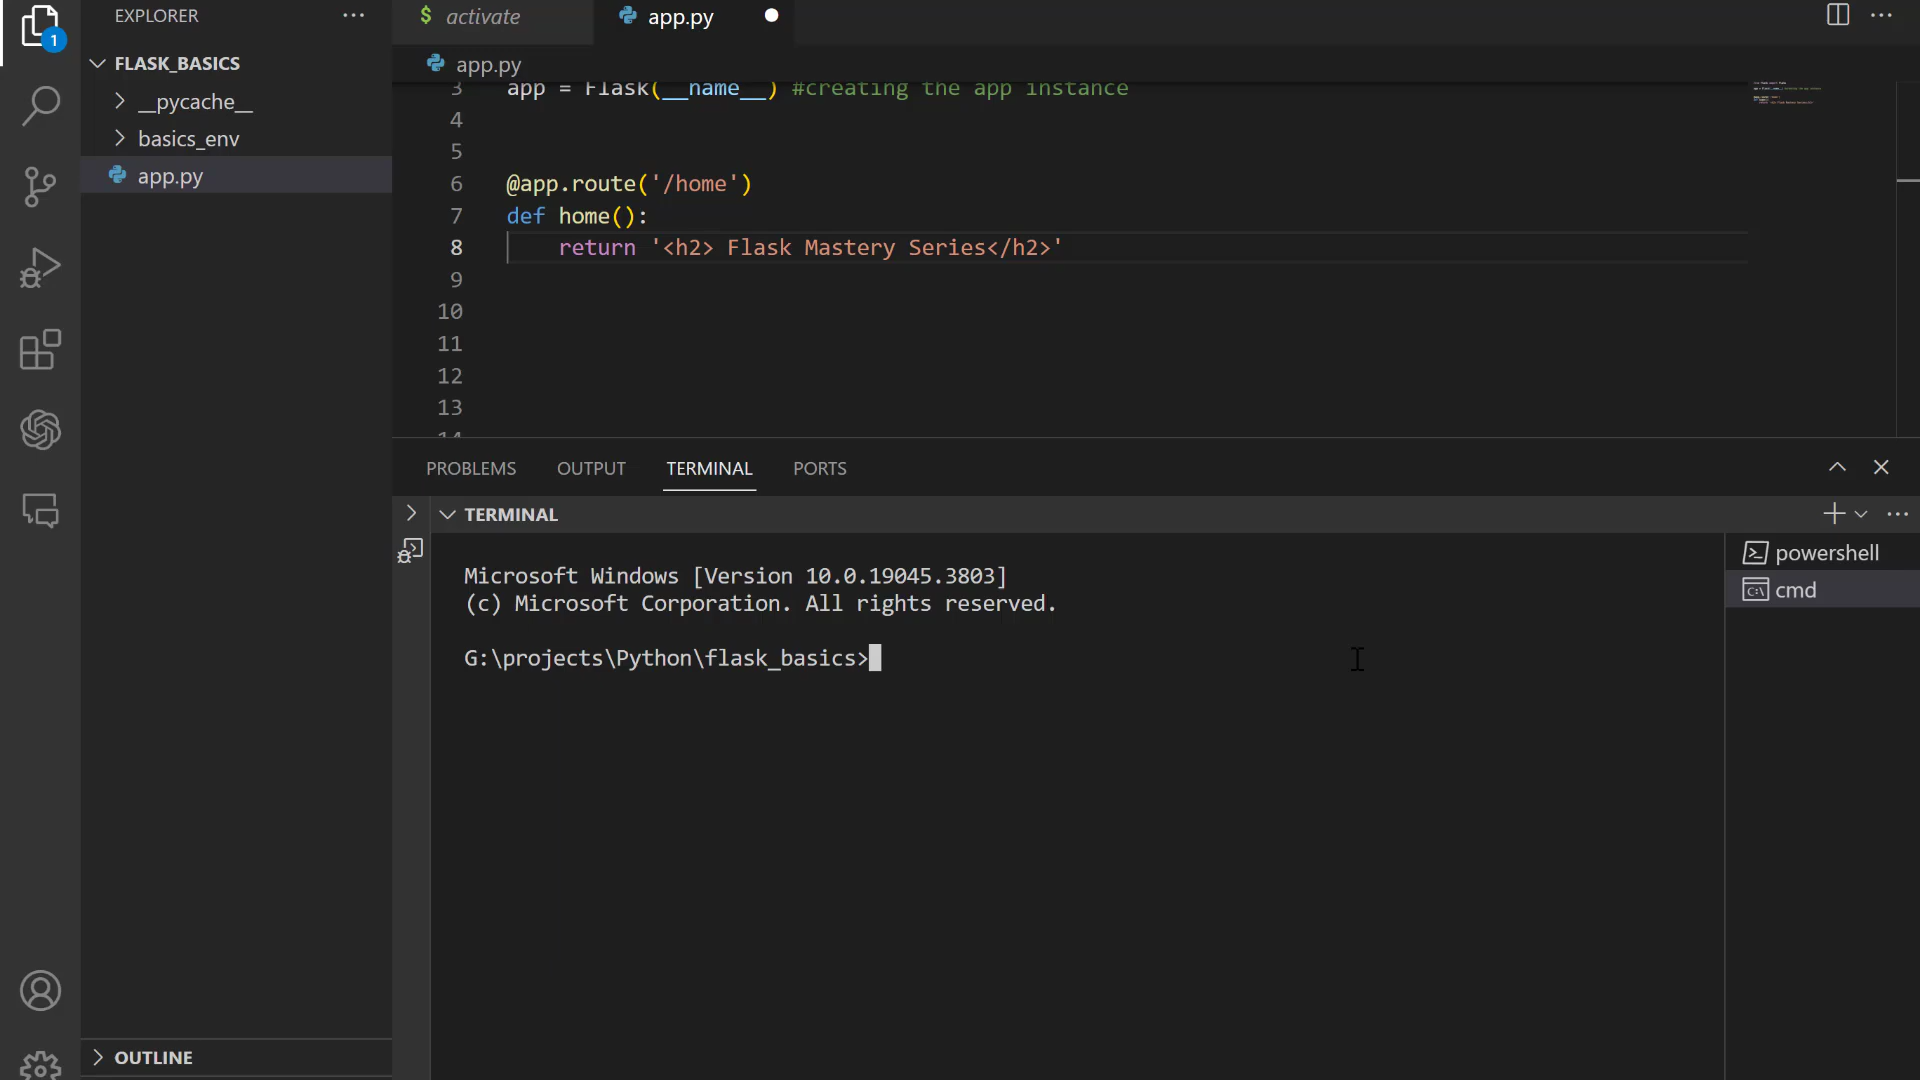 1
EXPLORER
FLASK_BASICS
__pycache__
basics_env
app.py
OUTLINE
$ activate
app.py
app.py
3 app = Flask(__name__) #creating the app instance
4
5
6 @app.route('/home')
7 def home():
8 return '<h2> Flask Mastery Series</h2>'
9
10
11
12
13
14
PROBLEMS OUTPUT TERMINAL PORTS
TERMINAL
Microsoft Windows [Version 10.0.19045.3803]
(c) Microsoft Corporation. All rights reserved.
G:\projects\Python\flask_basics>
powershell
cmd